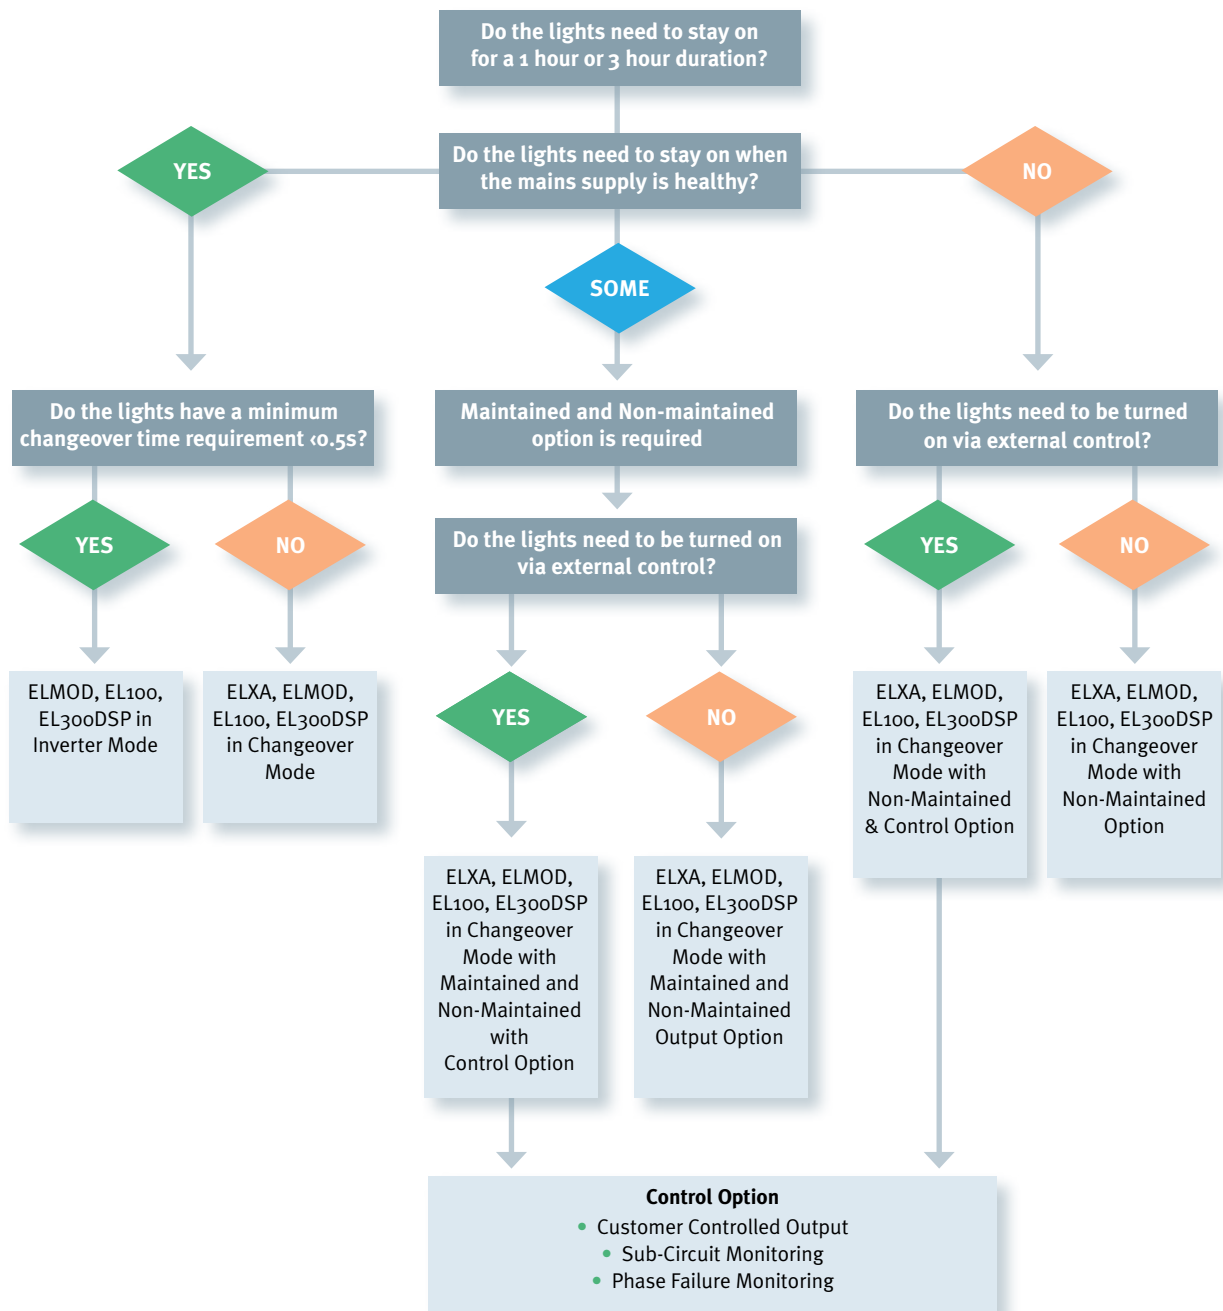 Do the lights need to stay on
for a 1 hour or 3 hour duration?
Do the lights need to stay on when
the mains supply is healthy?
YES
NO
SOME
Do the lights have a minimum
changeover time requirement <0.5s?
Maintained and Non-maintained
option is required
Do the lights need to be turned
on via external control?
YES
NO
Do the lights need to be turned on
via external control?
YES
NO
ELMOD, EL100,
EL300DSP in
Inverter Mode
ELXA, ELMOD,
EL100, EL300DSP
in Changeover
Mode
YES
NO
ELXA, ELMOD,
EL100, EL300DSP
in Changeover
Mode with
Non-Maintained
& Control Option
ELXA, ELMOD,
EL100, EL300DSP
in Changeover
Mode with
Non-Maintained
Option
ELXA, ELMOD,
EL100, EL300DSP
in Changeover
Mode with
Maintained and
Non-Maintained
with
Control Option
ELXA, ELMOD,
EL100, EL300DSP
in Changeover
Mode with
Maintained and
Non-Maintained
Output Option
Control Option
• Customer Controlled Output
• Sub-Circuit Monitoring
• Phase Failure Monitoring